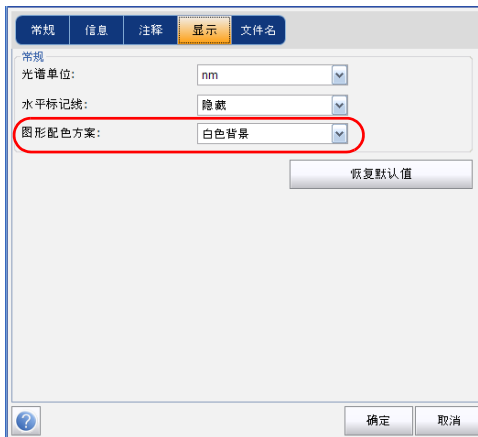 常规 信息 注释 显示 文件名
常规
光谱单位: nm
水平标记线: 隐藏
图形配色方案: 白色背景
恢复默认值
? 确定 取消